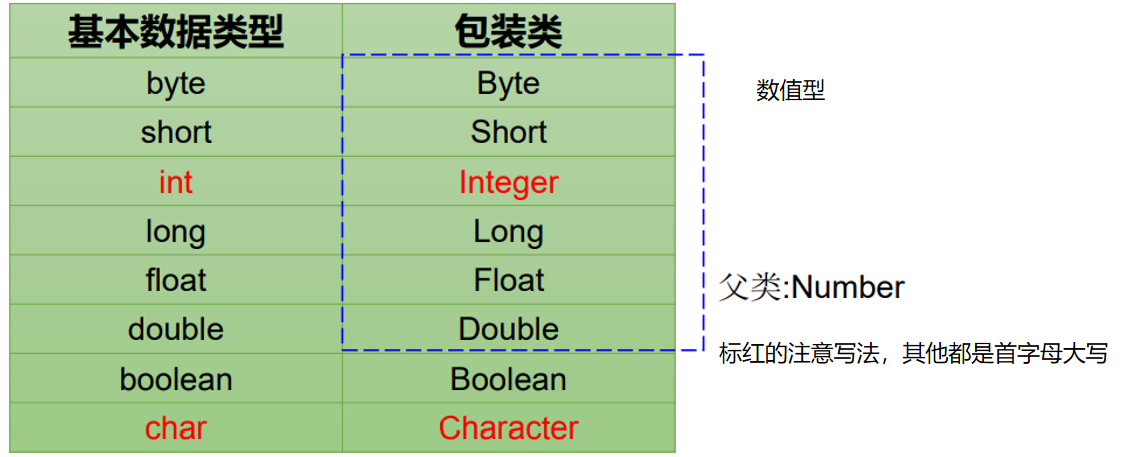 基本数据类型 包装类
byte Byte 数值型
short Short
int Integer
long Long
float Float 父类:Number
double Double
标红的注意写法，其他都是首字母大写
boolean Boolean
char Character